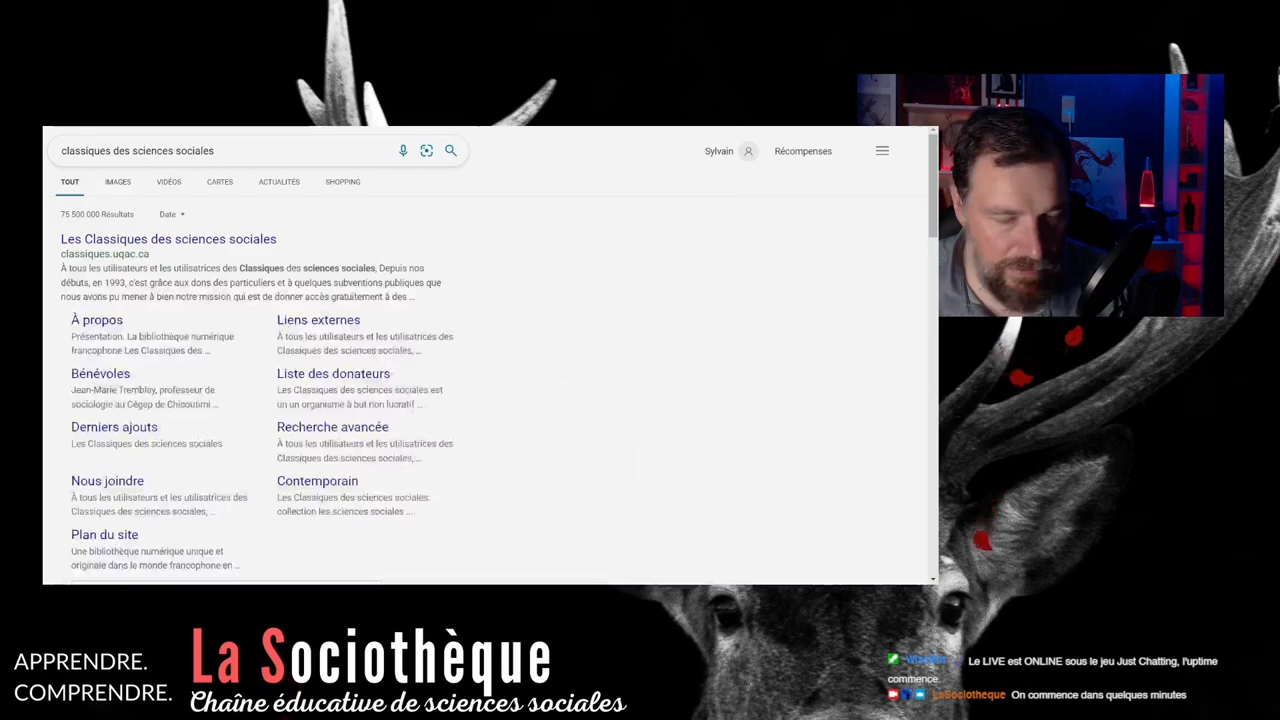 classiques des sciences sociales
Sylvain
Récompenses
TOUT
IMAGES
VIDÉOS
CARTES
ACTUALITÉS
SHOPPING
75 500 000 Résultats
Date
Les Classiques des sciences sociales
classiques.uqac.ca
À tous les utilisateurs et les utilisatrices des Classiques des sciences sociales, Depuis nos
débuts, en 1993, c'est grâce aux dons des particuliers et à quelques subventions publiques que
nous avons pu mener à bien notre mission qui est de donner accès gratuitement à des ...
À propos
Présentation. La bibliothèque numérique
francophone Les Classiques des ...
Liens externes
À tous les utilisateurs et les utilisatrices des
Classiques des sciences sociales, ...
Bénévoles
Jean-Marie Tremblay, professeur de
sociologie au Cégep de Chicoutimi ...
Liste des donateurs
Les Classiques des sciences sociales est
un un organisme à but non lucratif ...
Derniers ajouts
Les Classiques des sciences sociales
Recherche avancée
À tous les utilisateurs et les utilisatrices des
Classiques des sciences sociales, ...
Nous joindre
À tous les utilisateurs et les utilisatrices des
Classiques des sciences sociales, ...
Contemporain
Les Classiques des sciences sociales:
collection les sciences sociales ...
Plan du site
Une bibliothèque numérique unique et
originale dans le monde francophone en ...
APPRENDRE.
COMPRENDRE.
La Sociothèque
Chaîne éducative de sciences sociales
Wizebot Le LIVE est ONLINE sous le jeu Just Chatting, l'uptime
commence.
LaSociotheque On commence dans quelques minutes